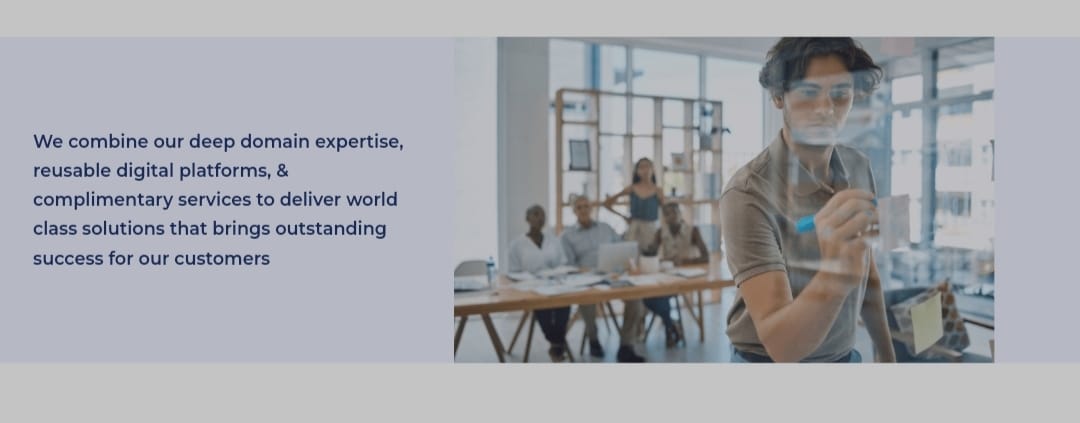 We combine our deep domain expertise,
reusable digital platforms, &
complimentary services to deliver world
class solutions that brings outstanding
success for our customers